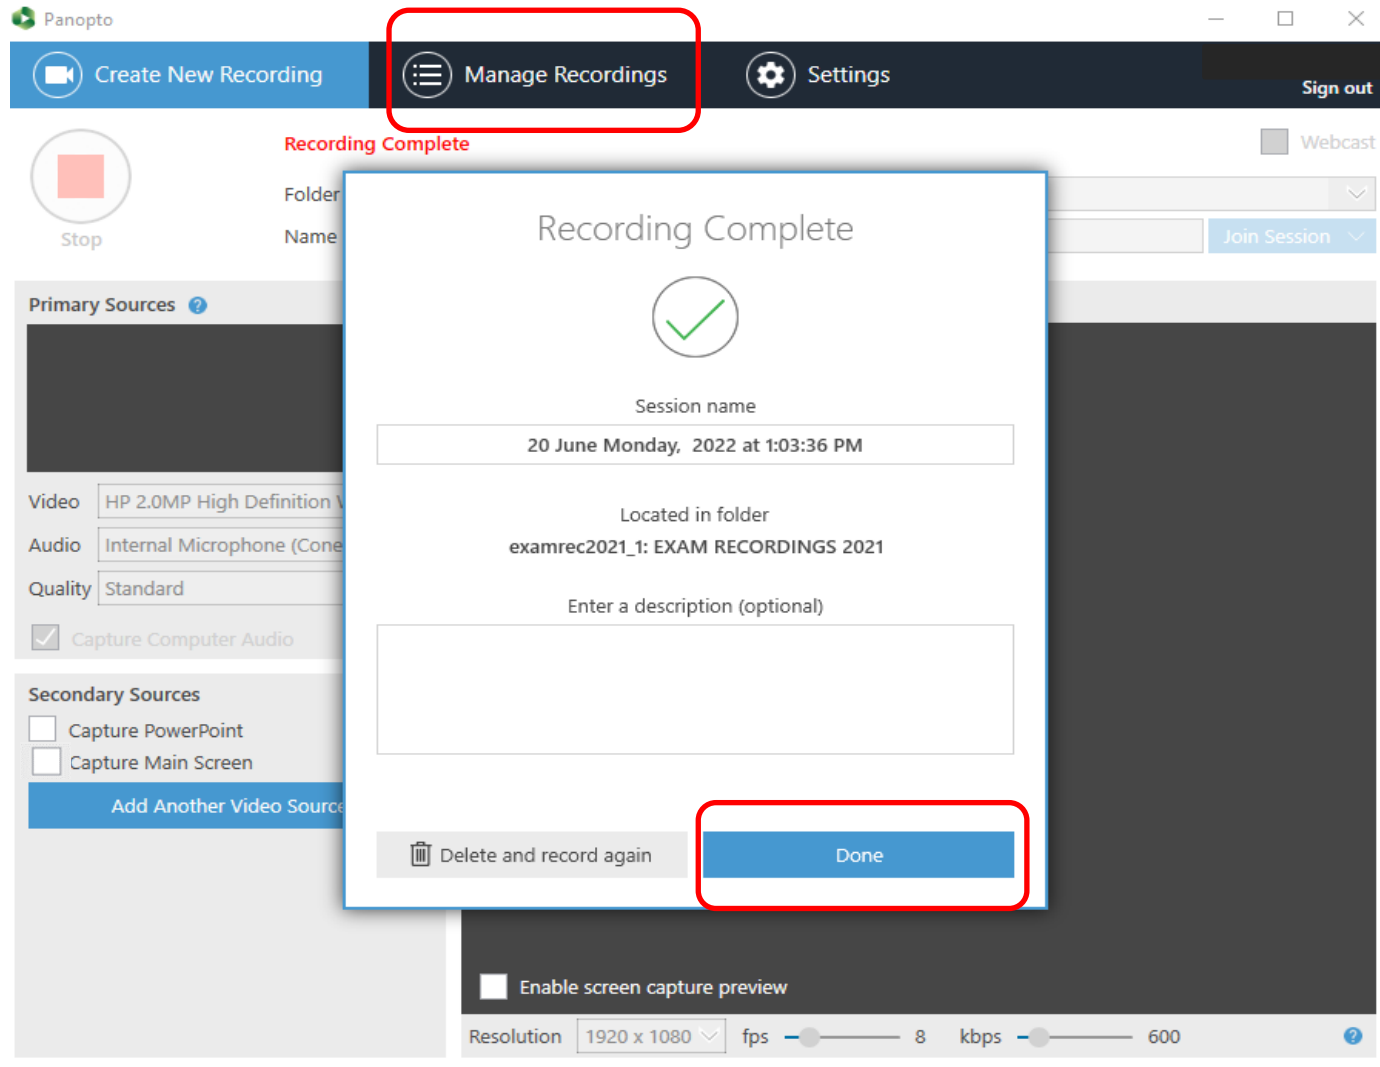 Panopto
Create New Recording
Manage Recordings
Settings
Sign out
Recording Complete
Webcast
Folder
Stop
Name
Join Session
Recording Complete
Primary Sources
Session name
20 June Monday, 2022 at 1:03:36 PM
Video HP 2.0MP High Definition
Located in folder
Audio Internal Microphone (Cone
examrec2021_1: EXAM RECORDINGS 2021
Quality Standard
Enter a description (optional)
Capture Computer Audio
Secondary Sources
Capture PowerPoint
Capture Main Screen
Add Another Video Source
Delete and record again
Done
Enable screen capture preview
Resolution 1920 x 1080 fps 8 kbps 600